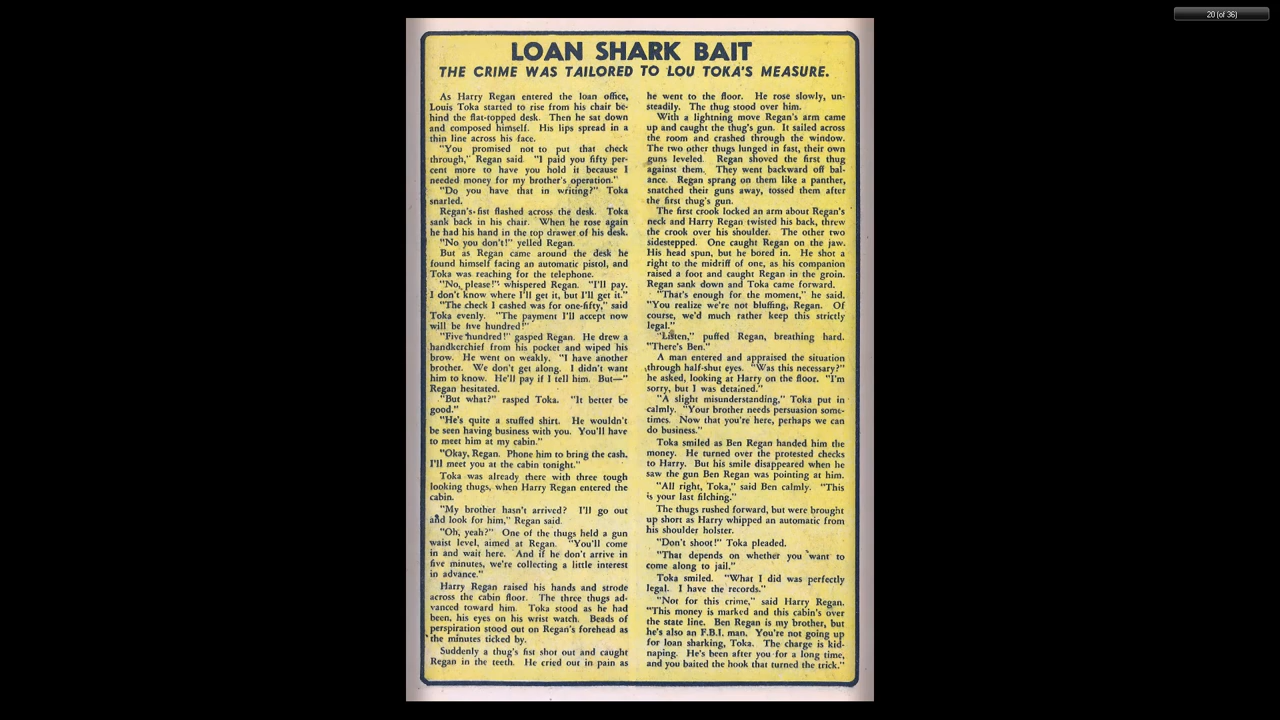 20 (of 36)
LOAN SHARK BAIT
THE CRIME WAS TAILORED TO LOU TOKA'S MEASURE.
As Harry Regan entered the loan office,
Louis Toka started to rise from his chair be-
hind the flat-topped desk. Then he sat down
and composed himself. His lips spread in a
thin line across his face.
"You promised not to put that check
through," Regan said. "I paid you fifty per-
cent more to have you hold it because I
needed money for my brother's operation."
"Do you have that in writing?" Toka
snarled.
Regan's fist flashed across the desk. Toka
sank back in his chair. When he rose again
he had his hand in the top drawer of his desk.
"No you don't!" yelled Regan.
But as Regan came around the desk he
found himself facing an automatic pistol, and
Toka was reaching for the telephone.
"No, please!" whispered Regan. "I'll pay.
I don't know where I'll get it, but I'll get it."
"The check I cashed was for one-fifty," said
Toka evenly. "The payment I'll accept now
will be five hundred!"
"Five hundred!" gasped Regan. He drew a
handkerchief from his pocket and wiped his
brow. He went on weakly. "I have another
brother. We don't get along. I didn't want
him to know. He'll pay if I tell him. But—"
Regan hesitated.
"But what?" rasped Toka. "It better be
good."
"He's quite a stuffed shirt. He wouldn't
be seen having business with you. You'll have
to meet him at my cabin."
"Okay, Regan. Phone him to bring the cash.
I'll meet you at the cabin tonight."
Toka was already there with three tough
looking thugs, when Harry Regan entered the
cabin.
"My brother hasn't arrived? I'll go out
and look for him," Regan said.
"Oh, yeah?" One of the thugs held a gun
waist level, aimed at Regan. "You'll come
in and wait here. And if he don't arrive in
five minutes, we're collecting a little interest
in advance."
Harry Regan raised his hands and strode
across the cabin floor. The three thugs ad-
vanced toward him. Toka stood as he had
been, his eyes on his wrist watch. Beads of
perspiration stood out on Regan's forehead as
the minutes ticked by.
Suddenly a thug's fist shot out and caught
Regan in the teeth. He cried out in pain as
he went to the floor. He rose slowly, un-
steadily. The thug stood over him.
With a lightning move Regan's arm came
up and caught the thug's gun. It sailed across
the room and crashed through the window.
The two other thugs lunged in fast, their own
guns leveled. Regan shoved the first thug
against them. They went backward off bal-
ance. Regan sprang on them like a panther,
snatched their guns away, tossed them after
the first thug's gun.
The first crook locked an arm about Regan's
neck and Harry Regan twisted his back, threw
the crook over his shoulder. The other two
sidestepped. One caught Regan on the jaw.
His head spun, but he bored in. He shot a
right to the midriff of one, as his companion
raised a foot and caught Regan in the groin.
Regan sank down and Toka came forward.
"That's enough for the moment," he said.
"You realize we're not bluffing, Regan. Of
course, we'd much rather keep this strictly
legal."
"Listen," puffed Regan, breathing hard.
"There's Ben."
A man entered and appraised the situation
through half-shut eyes. "Was this necessary?"
he asked, looking at Harry on the floor. "I'm
sorry, but I was detained."
"A slight misunderstanding," Toka put in
calmly. "Your brother needs persuasion some-
times. Now that you're here, perhaps we can
do business."
Toka smiled as Ben Regan handed him the
money. He turned over the protested checks
to Harry. But his smile disappeared when he
saw the gun Ben Regan was pointing at him.
"All right, Toka," said Ben calmly. "This
is your last filching."
The thugs rushed forward, but were brought
up short as Harry whipped an automatic from
his shoulder holster.
"Don't shoot!" Toka pleaded.
"That depends on whether you want to
come along to jail."
Toka smiled. "What I did was perfectly
legal. I have the records."
"Not for this crime," said Harry Regan.
"This money is marked and this cabin's over
the state line. Ben Regan is my brother, but
he's also an F.B.I. man. You're not going up
for loan sharking, Toka. The charge is kid-
naping. He's been after you for a long time,
and you baited the hook that turned the trick."